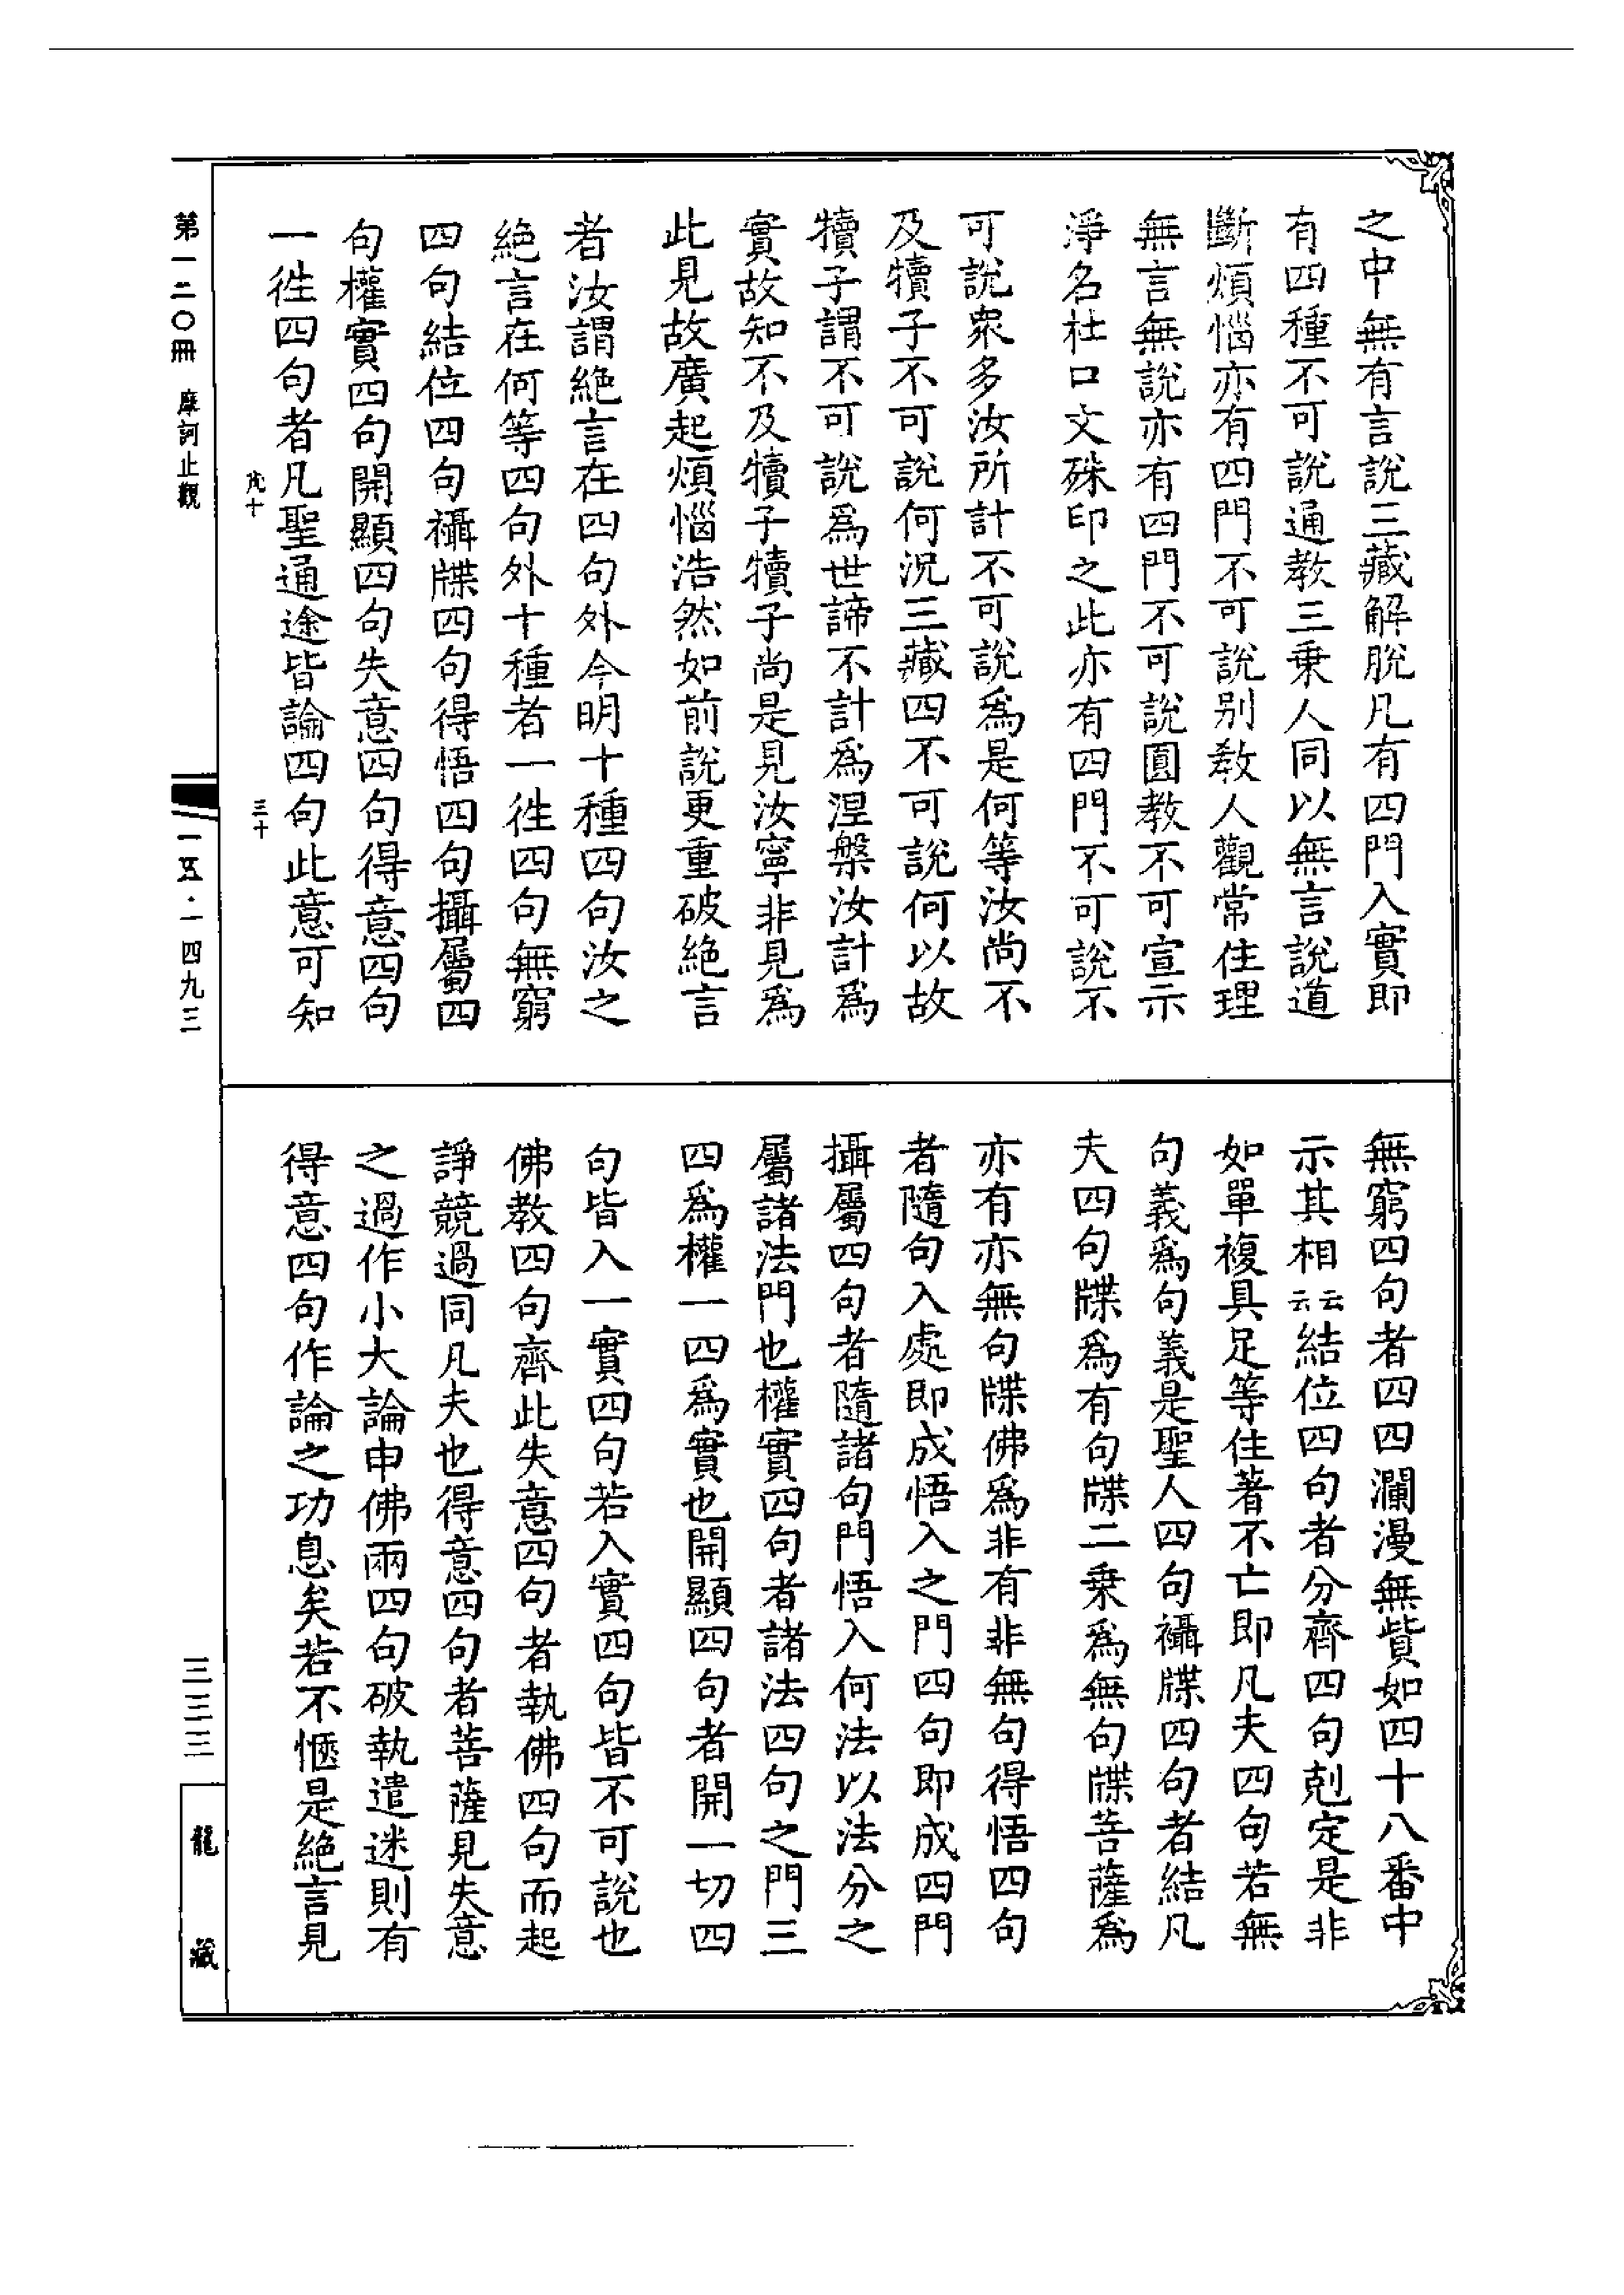 之中無有言說三藏解脫凡有四門入實即
有四種不可說通教三乗人同以無言說道
斷煩惱亦有四門不可說别教人觀常住理
無言無說亦有四門不可說圓教不可宣示
淨名杜口文殊印之此亦有四門不可說不
可說衆多汝所計不可說為是何等汝尚不
及犢子不可說何況三藏四不可說何以故
犢子謂不可說爲世諦不計爲涅槃汝計爲
實故知不及犢子犢子尚是見汝寧非見爲
此見故廣起煩惱浩然如前說更重破絕言
者汝謂絕言在四句外今明十種四句汝之
絕言在何等四句外十種者一徃四句無窮
四句結位四句襵牒四句得悟四句攝屬四
句權實四句開顯四句失意四句得意四句
一徃四句者凡聖通途皆論四句此意可知
無窮四句者四四瀾漫無貲如四十八番中
示其相云云結位四句者分齊四句剋定是非
如單複具足等住著不亡即凡夫四句若無
句義爲句義是聖人四句襵牒四句者結凡
夫四句牒爲有句牒二乗爲無句牒菩薩爲
亦有亦無句牒佛爲非有非無句得悟四句
者隨句入處即成悟入之門四句即成四門
攝屬四句者隨諸句門悟入何法以法分之
屬諸法門也權實四句者諸法四句之門三
四爲權一四爲實也開顯四句者開一切四
句皆入一實四句若入實四句皆不可說也
佛教四句齊此失意四句者執佛四句而起
諍競過同凡夫也得意四句者菩薩見失意
之過作小大論申佛兩四句破執遣迷則有
得意四句作論之功息矣若不愜是絕言見
第一二〇冊 摩訶止觀
三十
一五·一四九三
三三三
龍藏